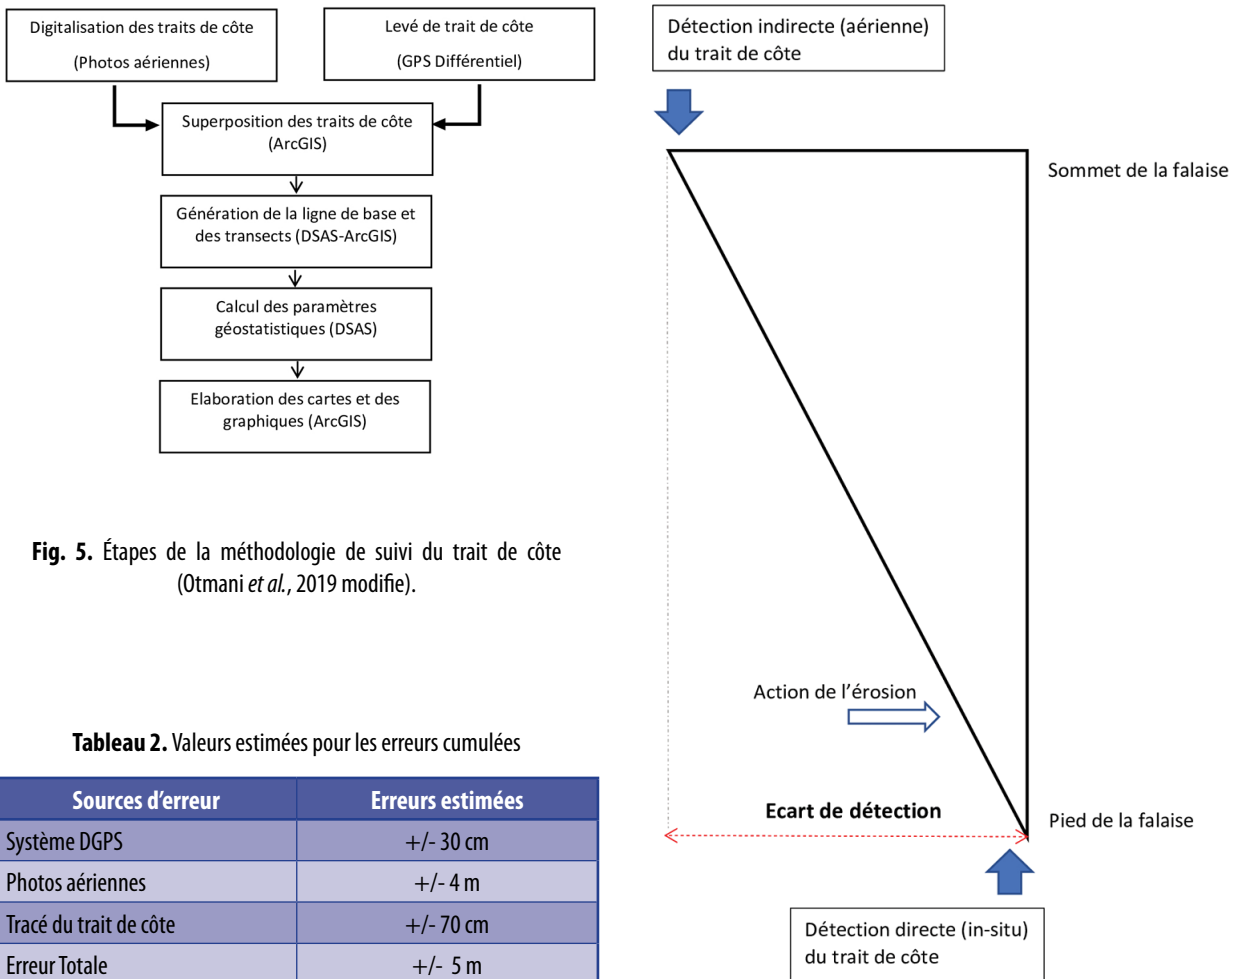 Digitalisation des traits de côte
(Photos aériennes)
Levé de trait de côte
(GPS Différentiel)
Superposition des traits de côte
(ArcGIS)
Génération de la ligne de base et
des transects (DSAS-ArcGIS)
Calcul des paramètres
géostatistiques (DSAS)
Elaboration des cartes et des
graphiques (ArcGIS)
Fig. 5. Étapes de la méthodologie de suivi du trait de côte
(Otmani et al., 2019 modifie).
Tableau 2. Valeurs estimées pour les erreurs cumulées
Sources d'erreur Erreurs estimées
Système DGPS +/- 30 cm
Photos aériennes +/- 4 m
Tracé du trait de côte +/- 70 cm
Erreur Totale +/- 5 m
Détection indirecte (aérienne)
du trait de côte
Sommet de la falaise
Action de l'érosion
Ecart de détection
Pied de la falaise
Détection directe (in-situ)
du trait de côte